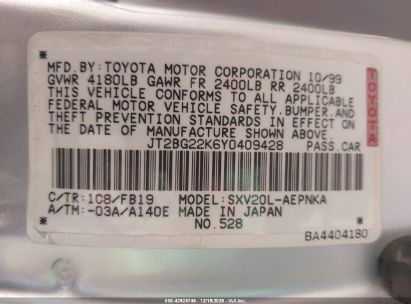 MFD.BY:TOYOTA MOTOR CORPORATION 10/99
GVWR 4180LB GAWR FR 2400LB RR 2400LB
THIS VEHICLE CONFORMS TO ALL APPLICABLE
FEDERAL MOTOR VEHICLE SAFETY,BUMPER,AND
THEFT PREVENTION STANDARDS IN EFFECT ON
THE DATE OF MANUFACTURE SHOWN ABOVE.
JT2BG22K6Y0409428 PASS.CAR
TOYOTA
C/TR:1C8/FB19 MODEL:SXV20L-AEPNKA
A/TM:-03A/A140E MADE IN JAPAN
NO.528
BA4404180